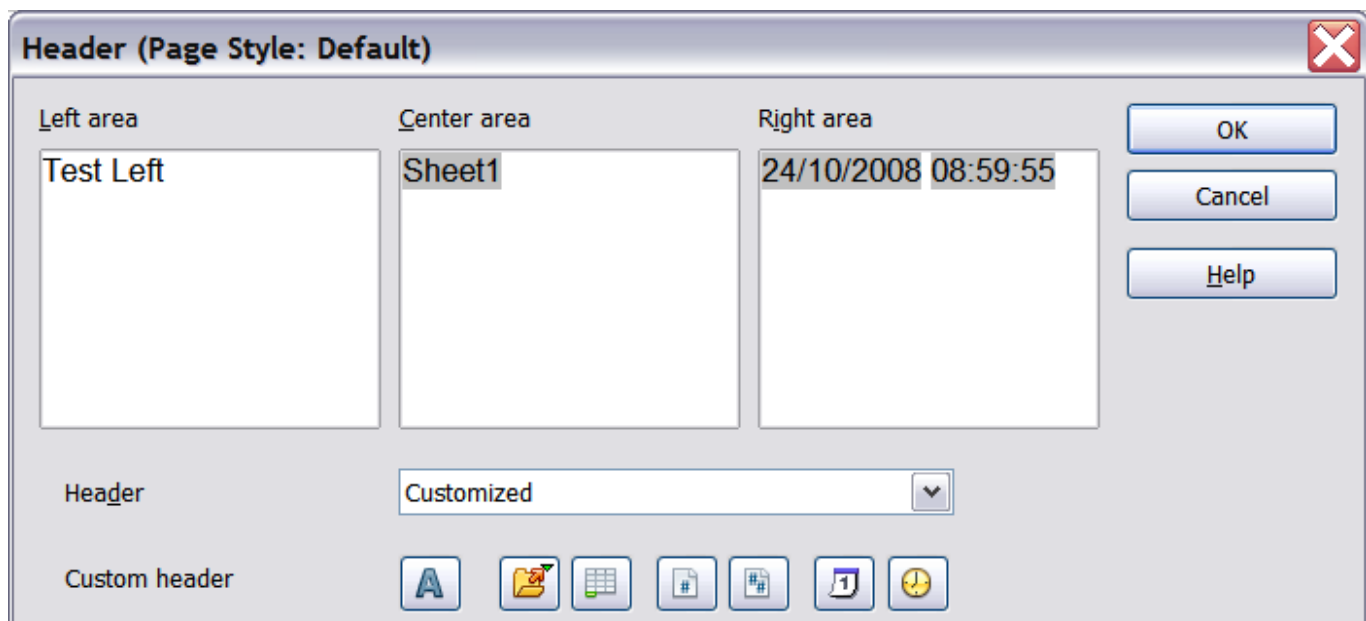 Header (Page Style: Default)
Left area
Center area
Right area
Test Left
Sheet1
24/10/2008 08:59:55
OK
Cancel
Help
Header
Customized
Custom header
A
#
##
1